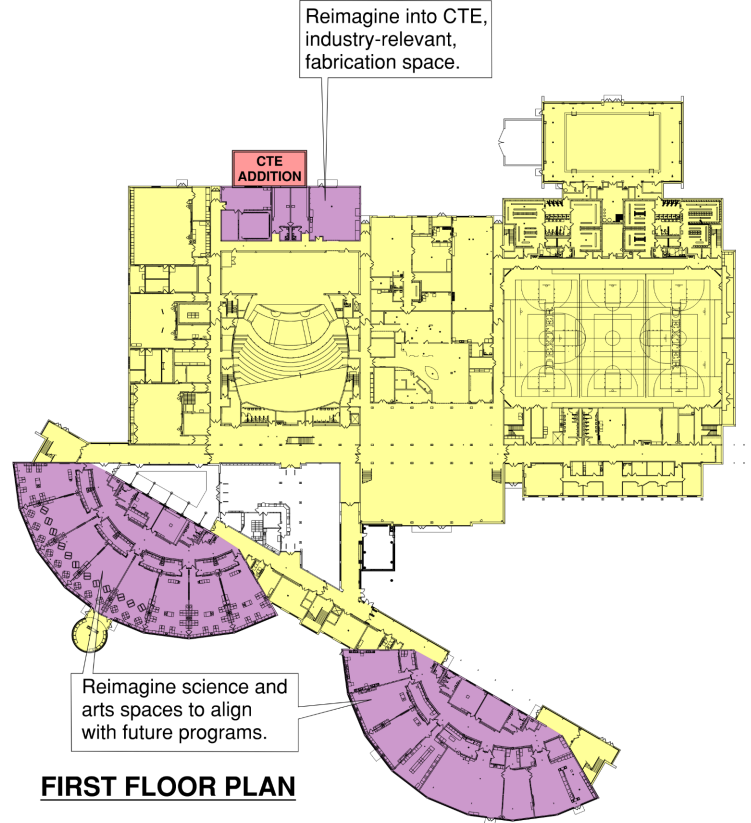 Reimagine into CTE,
industry-relevant,
fabrication space.
CTE
ADDITION
Reimagine science and
arts spaces to align
with future programs.
FIRST FLOOR PLAN